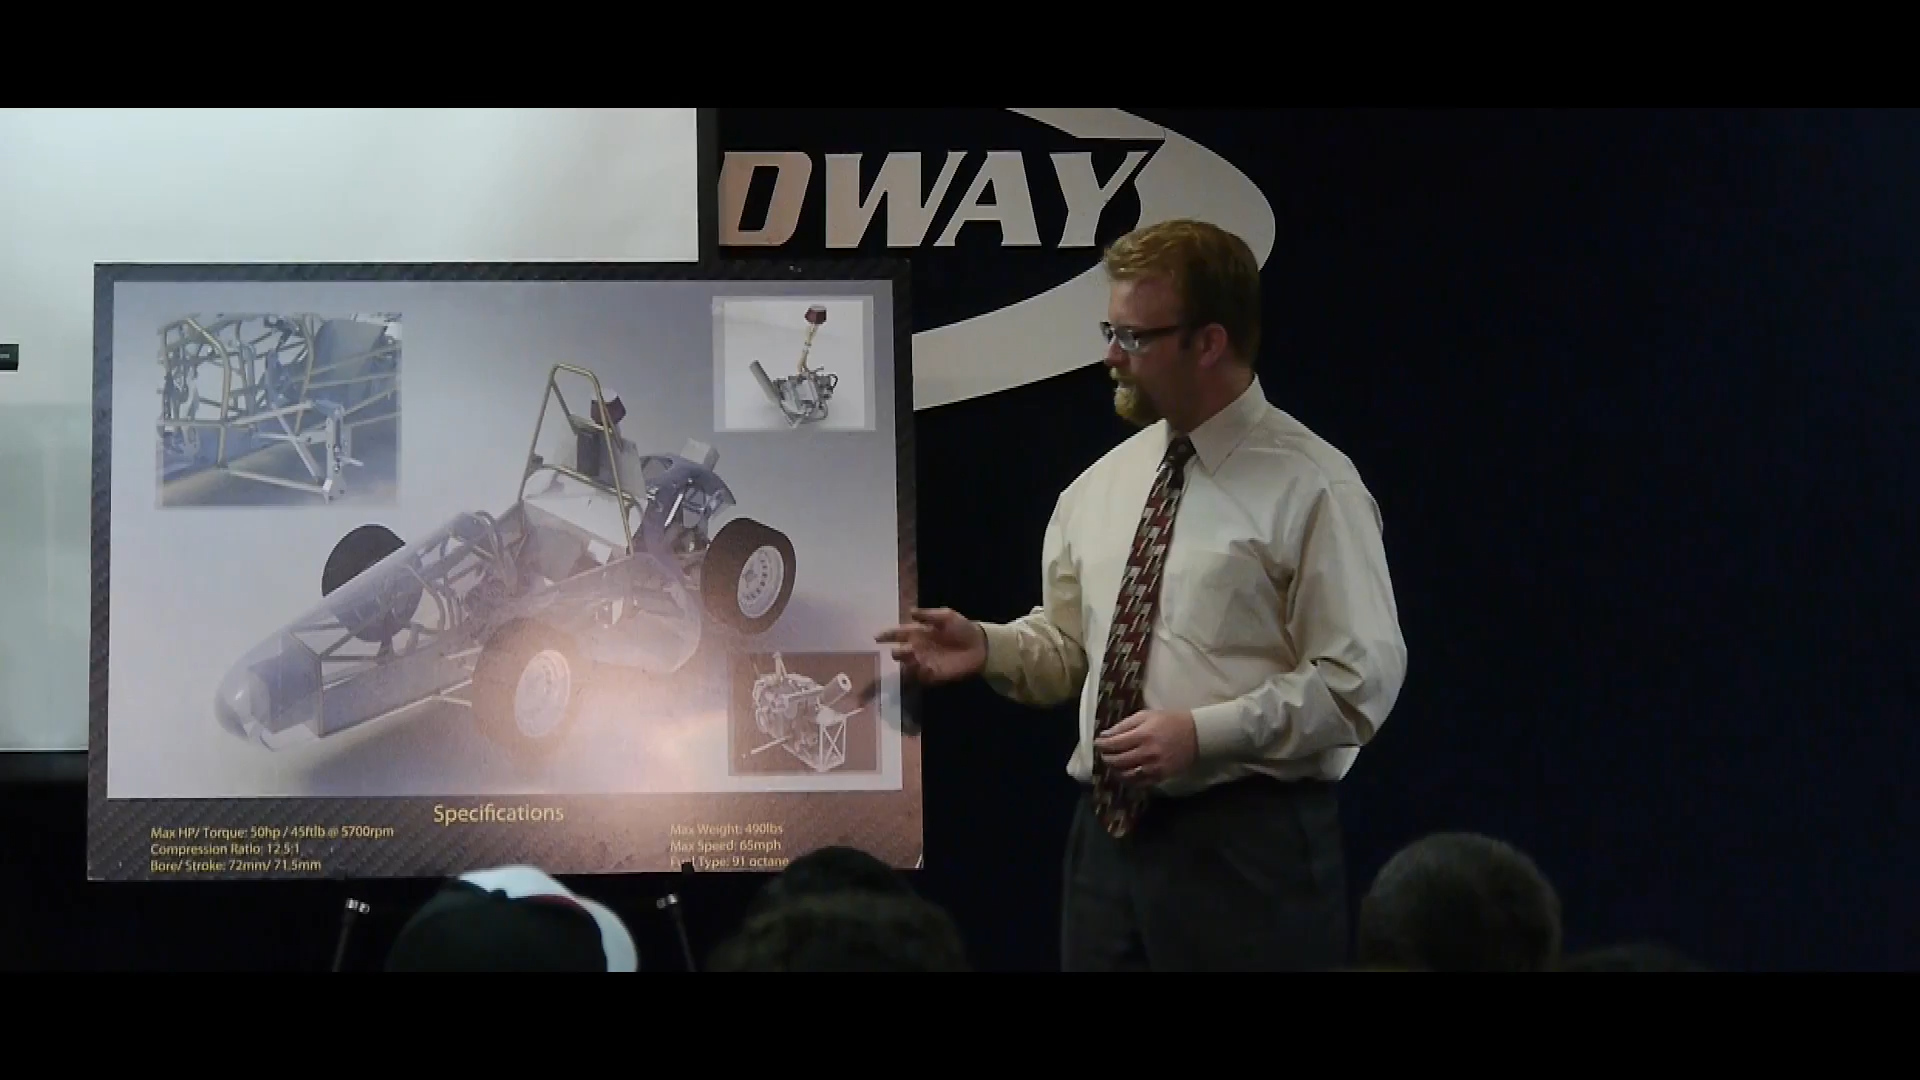 DWAY
Specifications
Max HP/ Torque: 50hp / 45ftlb @ 5700rpm
Compression Ratio: 12.5:1
Bore/ Stroke: 72mm/ 71.5mm
Max Weight: 490lbs
Max Speed: 65mph
Fuel Type: 91 octane